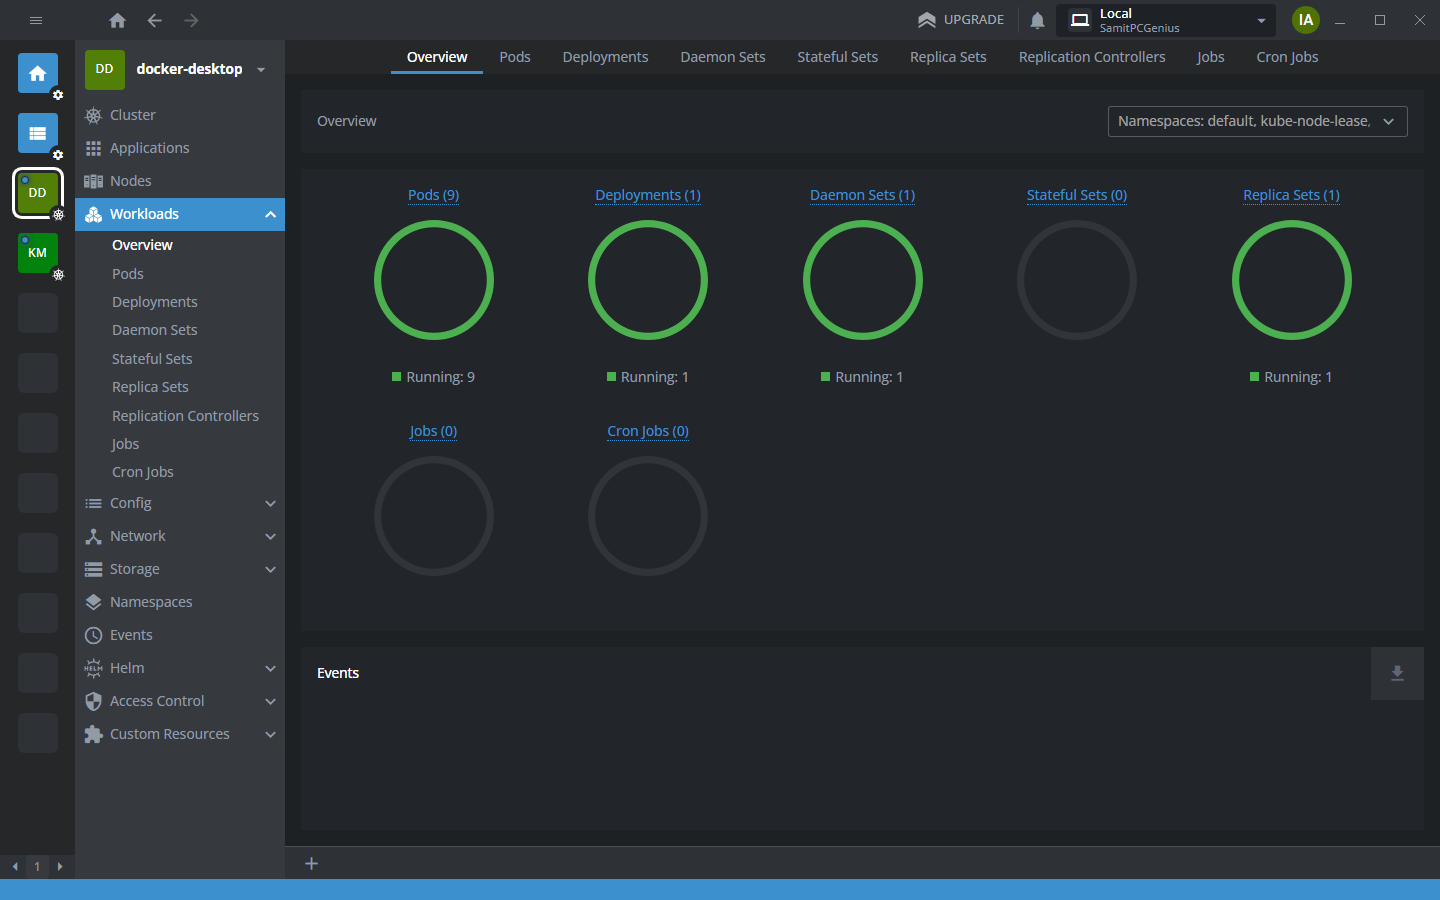 UPGRADE
Local
SamitPCGenius
IA
DD
docker-desktop
Overview
Pods
Deployments
Daemon Sets
Stateful Sets
Replica Sets
Replication Controllers
Jobs
Cron Jobs
DD
KM
Cluster
Applications
Nodes
Workloads
Overview
Pods
Deployments
Daemon Sets
Stateful Sets
Replica Sets
Replication Controllers
Jobs
Cron Jobs
Config
Network
Storage
Namespaces
Events
HELM
Helm
Access Control
Custom Resources
1
Overview
Namespaces: default, kube-node-lease,
Pods (9)
Deployments (1)
Daemon Sets (1)
Stateful Sets (0)
Replica Sets (1)
Running: 9
Running: 1
Running: 1
Running: 1
Jobs (0)
Cron Jobs (0)
Events